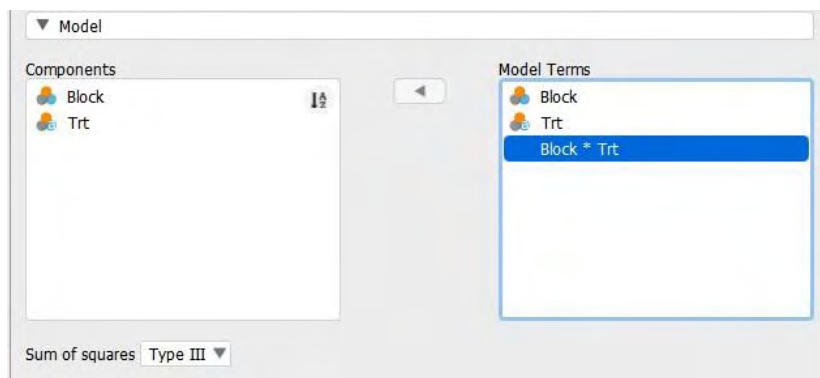 Model
Components
Block
Trt
Model Terms
Block
Trt
Block * Trt
Sum of squares Type III